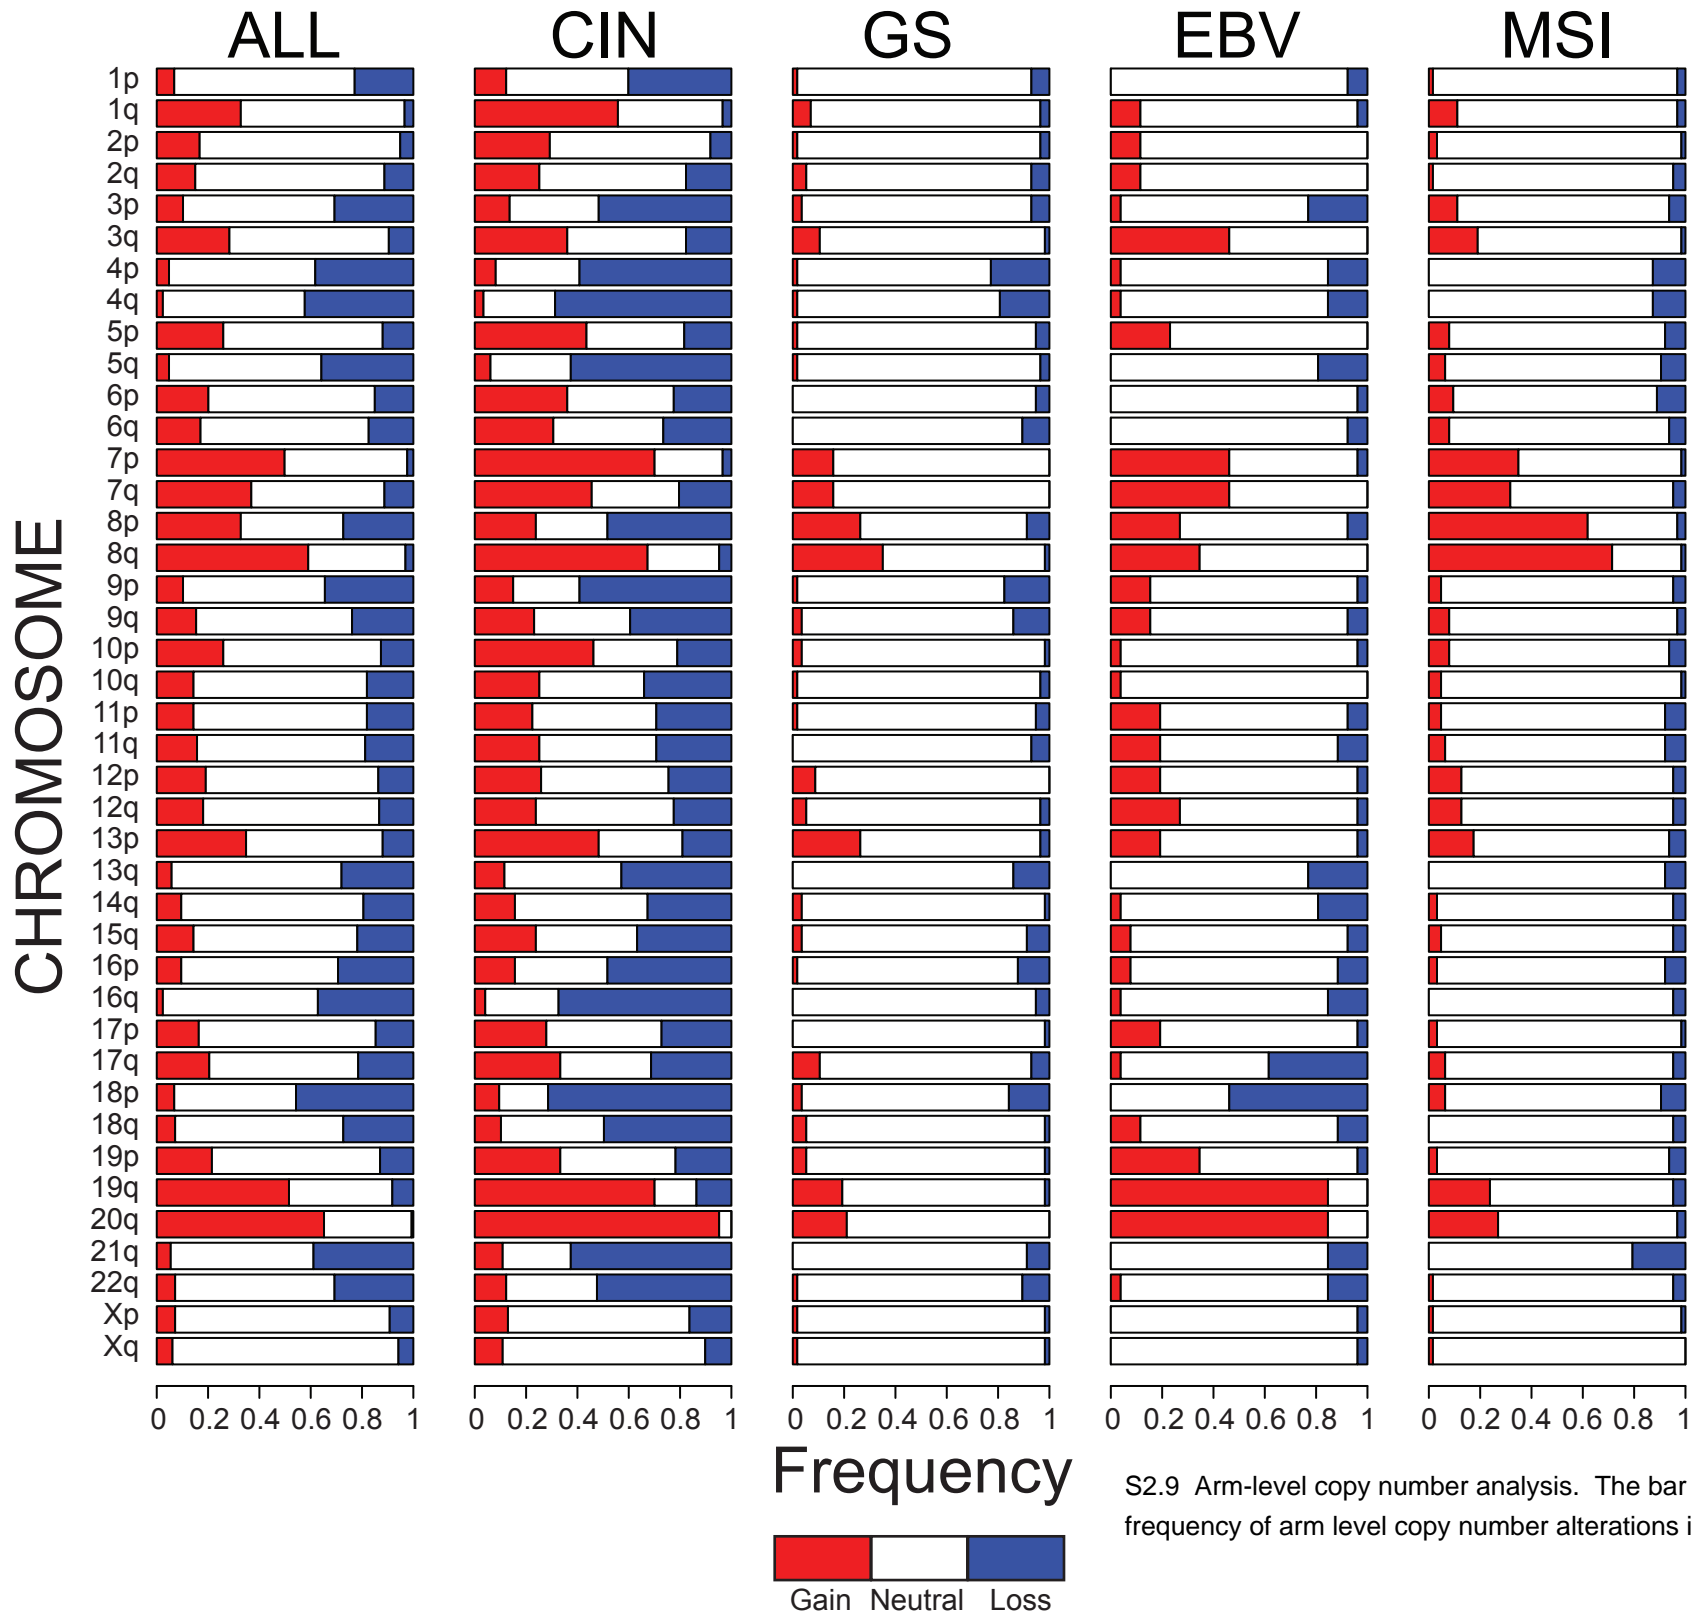 ALL CIN GS EBV MSI
CHROMOSOME
1p
1q
2p
2q
3p
3q
4p
4q
5p
5q
6p
6q
7p
7q
8p
8q
9p
9q
10p
10q
11p
11q
12p
12q
13p
13q
14q
15q
16p
16q
17p
17q
18p
18q
19p
19q
20q
21q
22q
Xp
Xq
0 0.2 0.4 0.6 0.8 1 0 0.2 0.4 0.6 0.8 1 0 0.2 0.4 0.6 0.8 1 0 0.2 0.4 0.6 0.8 1 0 0.2 0.4 0.6 0.8 1
Frequency
Gain Neutral Loss
S2.9 Arm-level copy number analysis. The bar
frequency of arm level copy number alterations i